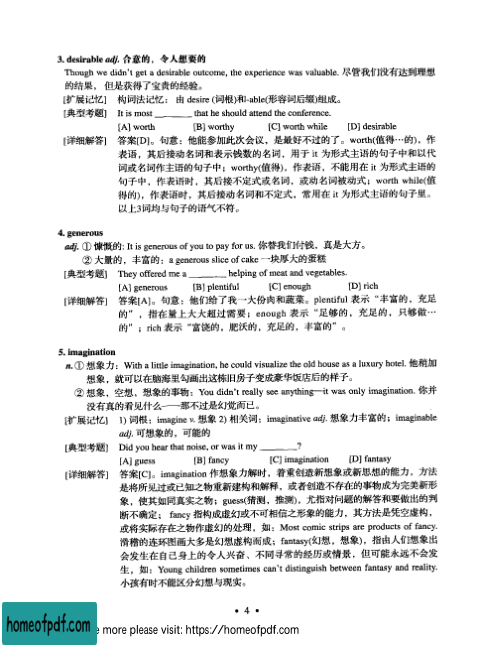 3. desirable adj. 合意的，令人想要的
Though we didn't get a desirable outcome, the experience was valuable. 尽管我们没有达到理想
的结果，但是获得了宝贵的经验。
[扩展记忆] 构词法记忆： 由 desire (词根)和-able(形容词后缀)组成。
[典型考题] It is most ________ that he should attend the conference.
[A] worth [B] worthy [C] worth while [D] desirable
[详细解答] 答案[D]。句意：他能参加此次会议，是最好不过的了。worth(值得…的)，作
表语，其后接动名词和表示钱数的名词，用于 it 为形式主语的句子中和以代
词或名词作主语的句子中；worthy(值得)，作表语，不能用在 it 为形式主语的
句子中，作表语时，其后接不定式或名词，或动名词被动式；worth while(值
得的)，作表语时，其后接动名词和不定式，常用在 it 为形式主语的句子里。
以上3词均与句子的语气不符。
4. generous
adj. ① 慷慨的: It is generous of you to pay for us. 你替我们付钱，真是大方。
② 大量的，丰富的：a generous slice of cake 一块厚大的蛋糕
[典型考题] They offered me a ________ helping of meat and vegetables.
[A] generous [B] plentiful [C] enough [D] rich
[详细解答] 答案[A]。句意：他们给了我一大份肉和蔬菜。plentiful 表示“丰富的，充足
的”，指在量上大大超过需要；enough 表示“足够的，充足的，只够做…
的”；rich 表示“富饶的，肥沃的，充足的，丰富的”。
5. imagination
n. ① 想象力：With a little imagination, he could visualize the old house as a luxury hotel. 他稍加
想象，就可以在脑海里勾画出这栋旧房子变成豪华饭店后的样子。
② 想象，空想，想象的事物：You didn't really see anything—it was only imagination. 你并
没有真的看见什么——那不过是幻觉而已。
[扩展记忆] 1) 词根：imagine v. 想象 2) 相关词：imaginative adj. 想象力丰富的；imaginable
adj. 可想象的，可能的
[典型考题] Did you hear that noise, or was it my ________?
[A] guess [B] fancy [C] imagination [D] fantasy
[详细解答] 答案[C]。imagination 作想象力解时，着重创造新想象或新思想的能力，方法
是将所见过或已知之物重新建构和解释，或者创造不存在的事物成为完美新形
象，使其如同真实之物；guess(猜测，推测)，尤指对问题的解答和要做出的判
断不确定； fancy 指构成虚幻或不可相信之形象的能力，其方法是凭空虚构，
或将实际存在之物作虚幻的处理，如：Most comic strips are products of fancy.
滑稽的连环图画大多是幻想虚构而成；fantasy(幻想，想象)，指由人们想象出
会发生在自己身上的令人兴奋、不同寻常的经历或情景，但可能永远不会发
生，如：Young children sometimes can't distinguish between fantasy and reality.
小孩有时不能区分幻想与现实。
• 4 •
homeofpdf.com
e more please visit: https://homeofpdf.com